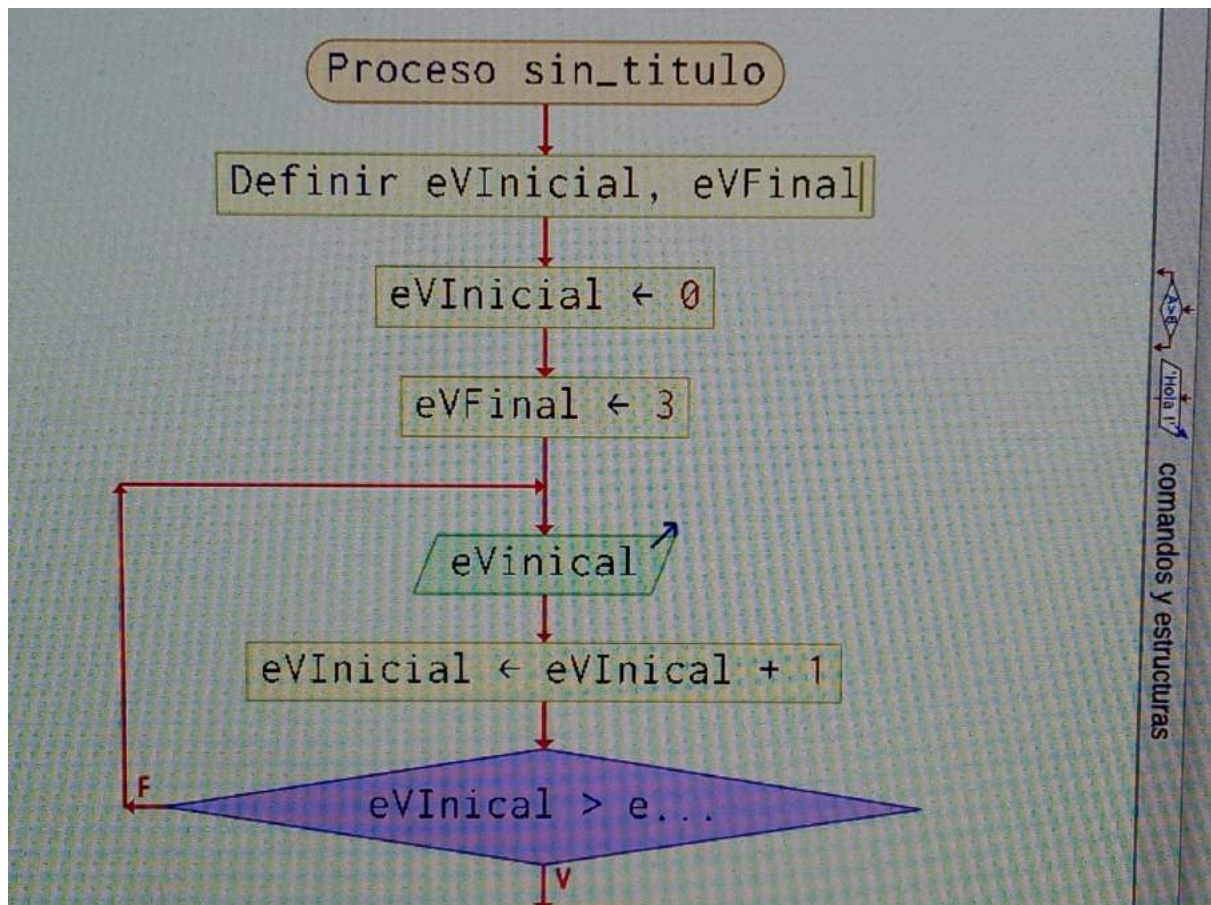 Proceso sin_titulo
Definir eVInicial, eVFinal
eVInicial ← 0
eVFinal ← 3
eVinical
eVInicial ← eVInical + 1
eVInical > e...
F
V
A>B
'Hola !'
comandos y estructuras